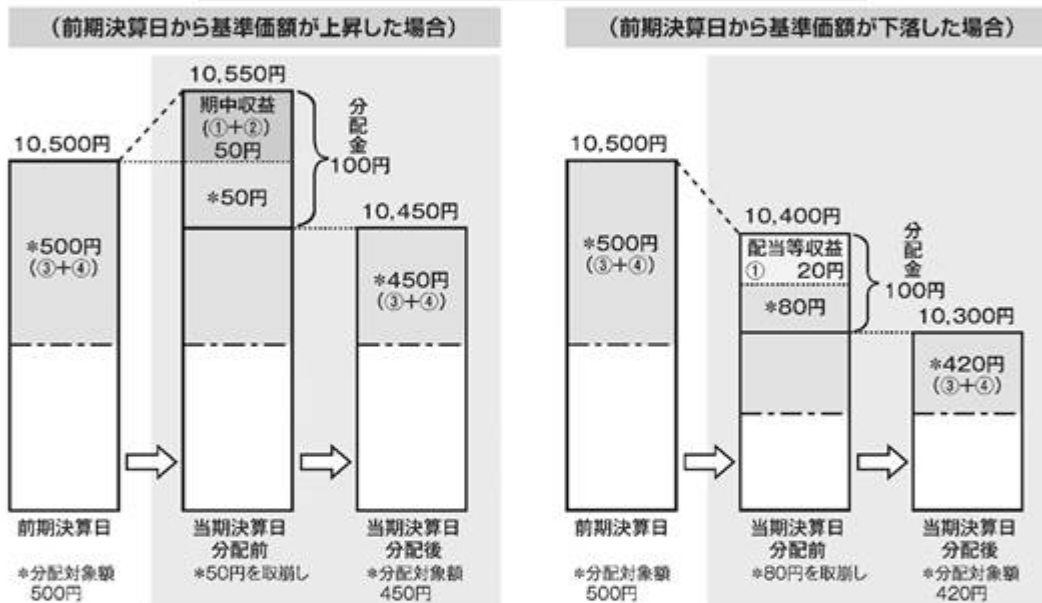 (前期決算日から基準価額が上昇した場合)
10,550円
期中収益
(①+②)
50円
*50円
分配金
100円
10,500円
*500円
(③+④)
10,450円
*450円
(③+④)
前期決算日
*分配対象額
500円
当期決算日
分配前
*50円を取崩し
当期決算日
分配後
*分配対象額
450円
(前期決算日から基準価額が下落した場合)
10,500円
*500円
(③+④)
10,400円
配当等収益
① 20円
*80円
分配金
100円
10,300円
*420円
(③+④)
前期決算日
*分配対象額
500円
当期決算日
分配前
*80円を取崩し
当期決算日
分配後
*分配対象額
420円